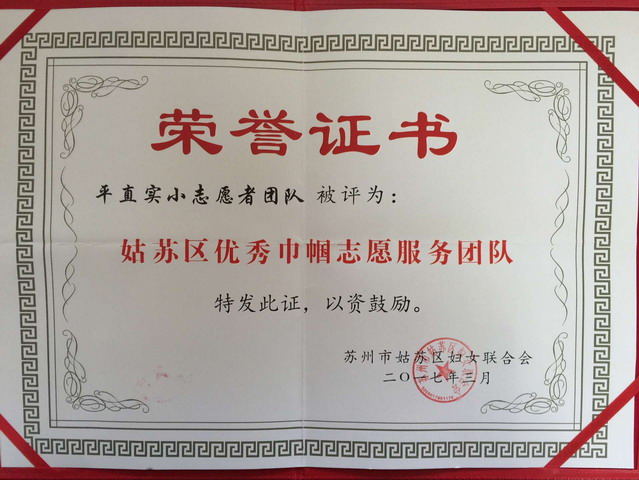 荣誉证书
平直实小志愿者团队 被评为：
姑苏区优秀巾帼志愿服务团队
特发此证，以资鼓励。
苏州市姑苏区妇女联合会
二〇一七年三月